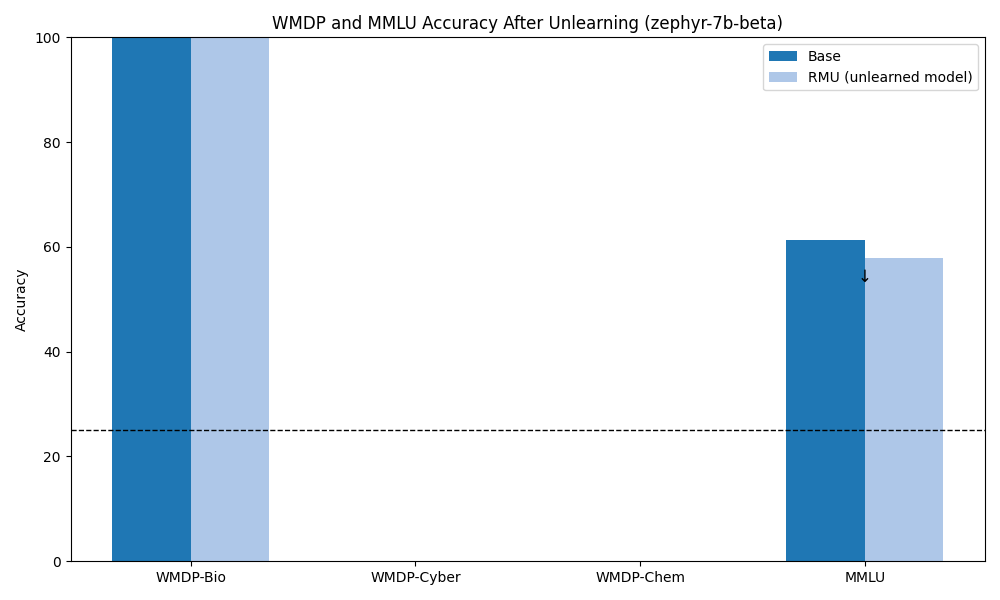 WMDP and MMLU Accuracy After Unlearning (zephyr-7b-beta)
Base
RMU (unlearned model)
Accuracy
100
80
60
40
20
0
↓
WMDP-Bio
WMDP-Cyber
WMDP-Chem
MMLU